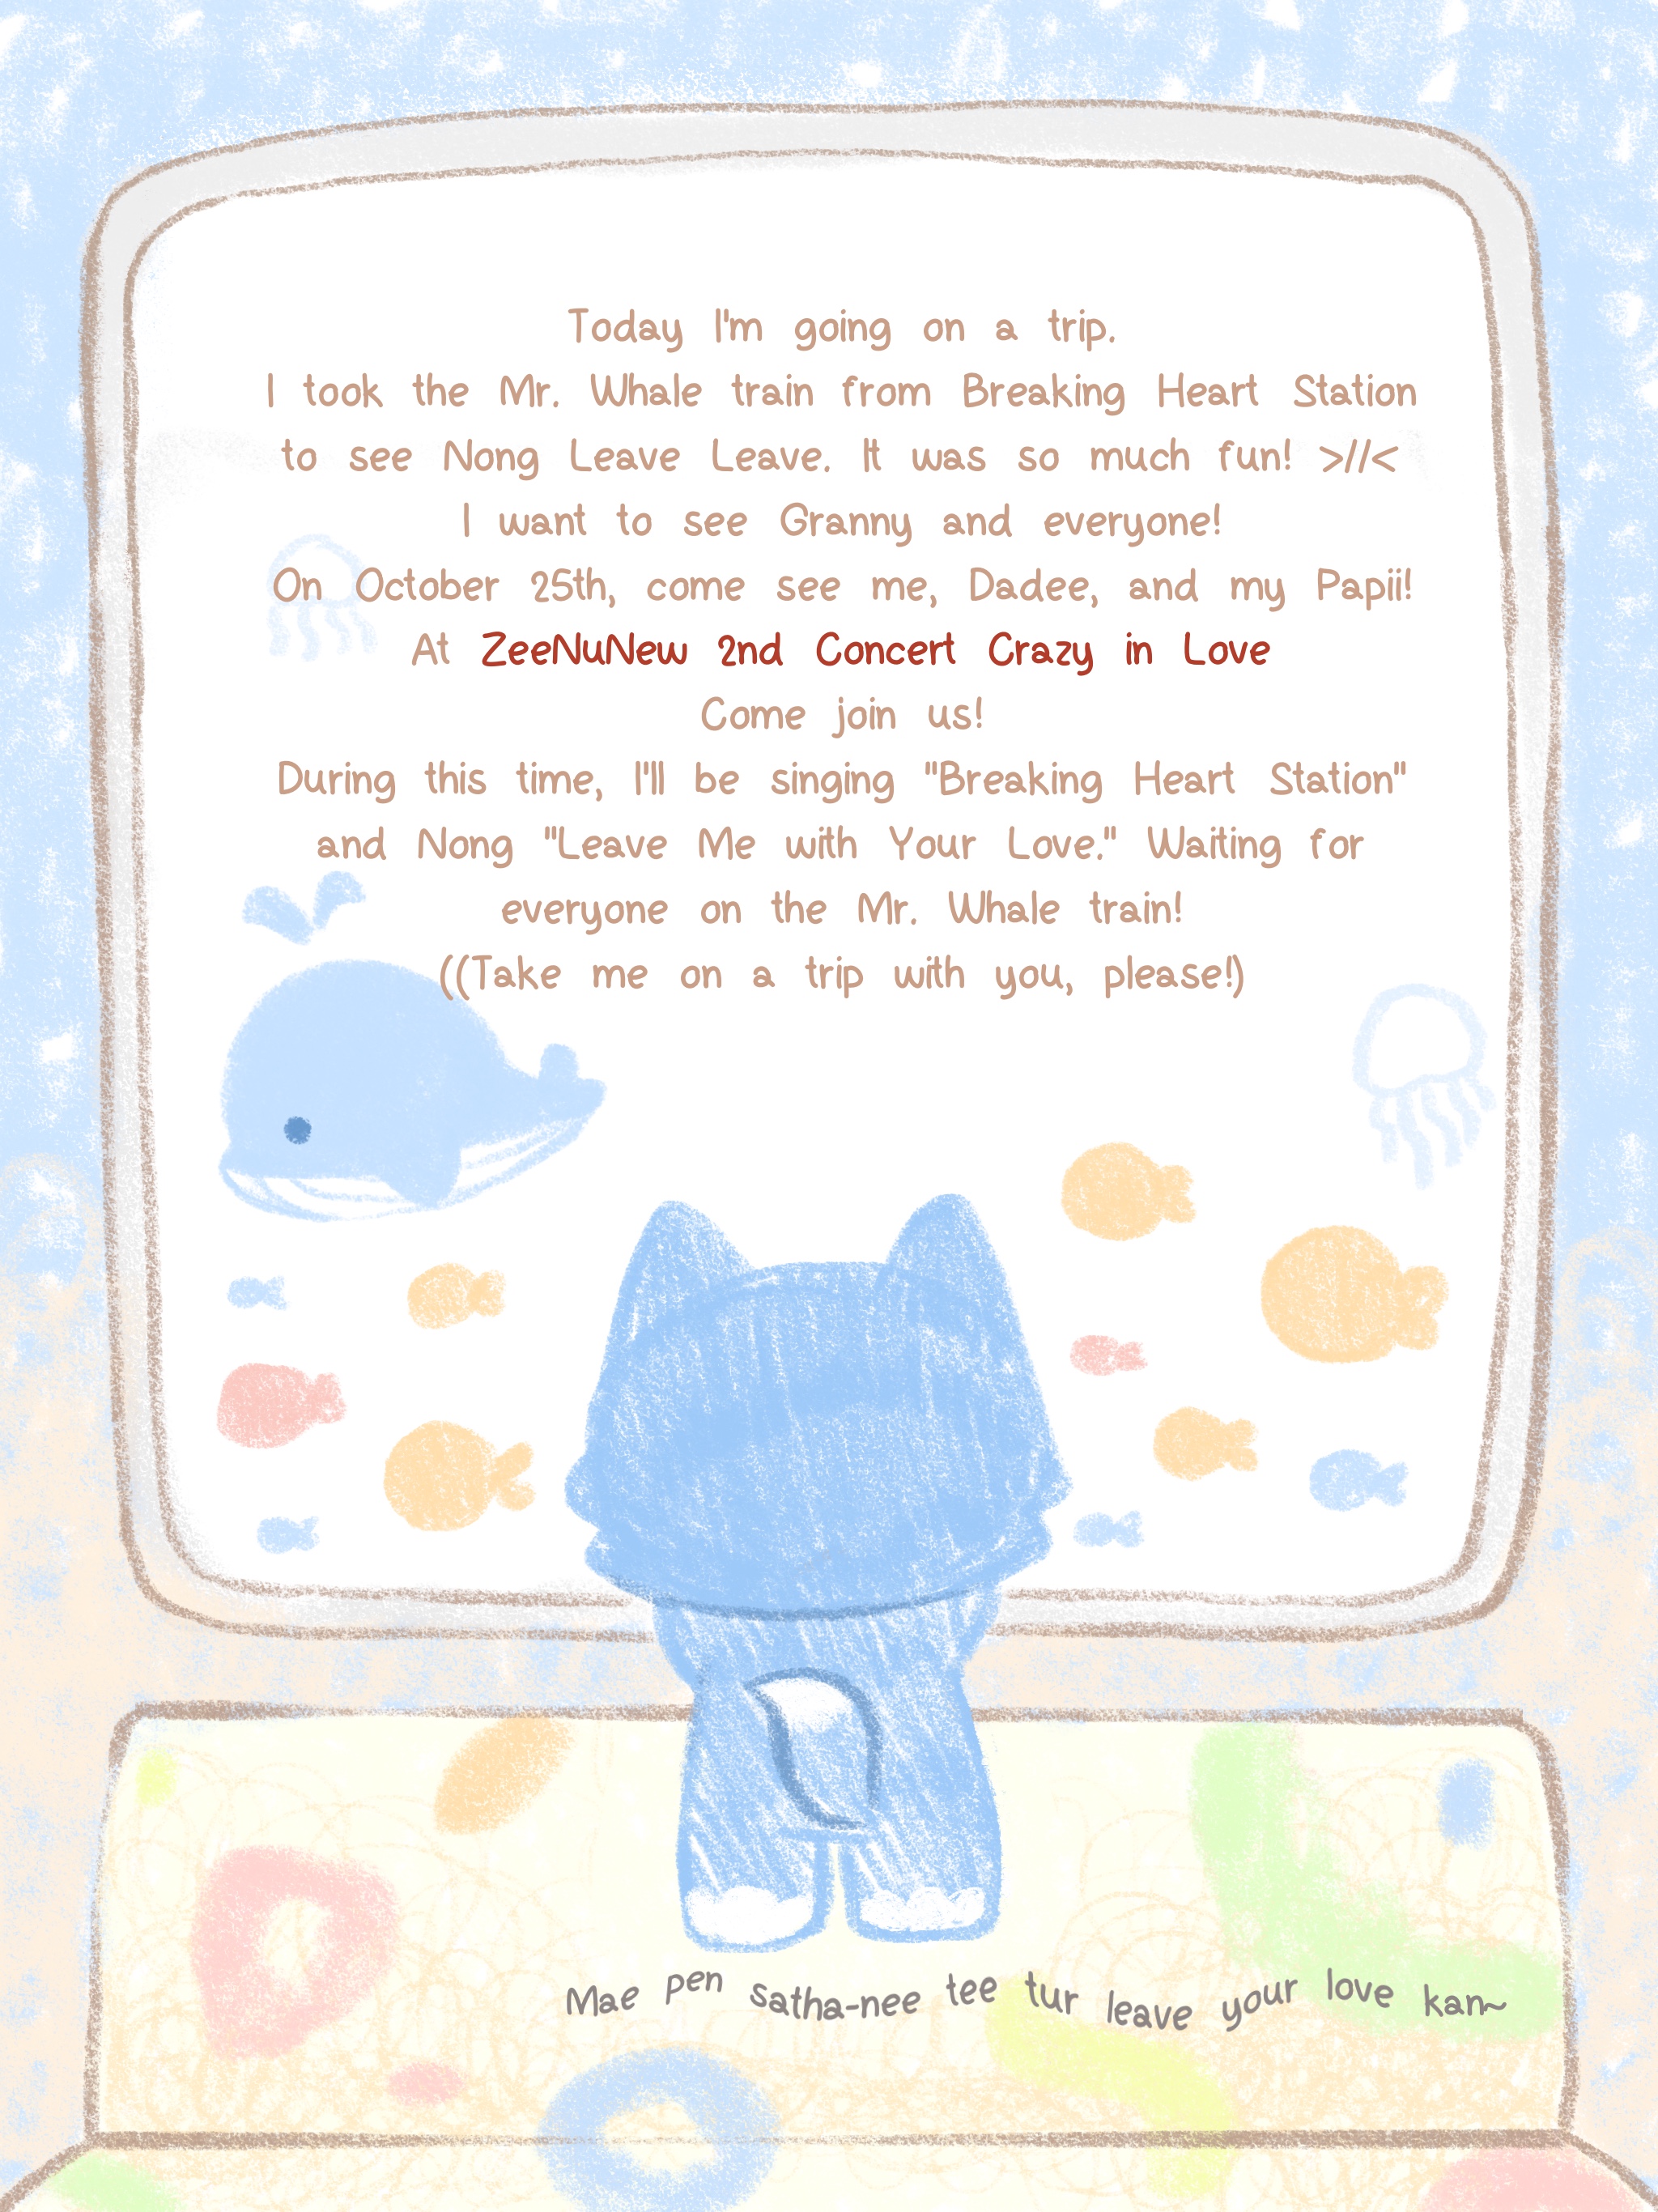 Today I'm going on a trip.
I took the Mr. Whale train from Breaking Heart Station
to see Nong Leave Leave. It was so much fun! >//<
I want to see Granny and everyone!
On October 25th, come see me, Dadee, and my Papii!
At ZeeNuNew 2nd Concert Crazy in Love
Come join us!
During this time, I'll be singing "Breaking Heart Station"
and Nong "Leave Me with Your Love." Waiting for
everyone on the Mr. Whale train!
((Take me on a trip with you, please!)
Mae pen satha-nee tee tur leave your love kan~